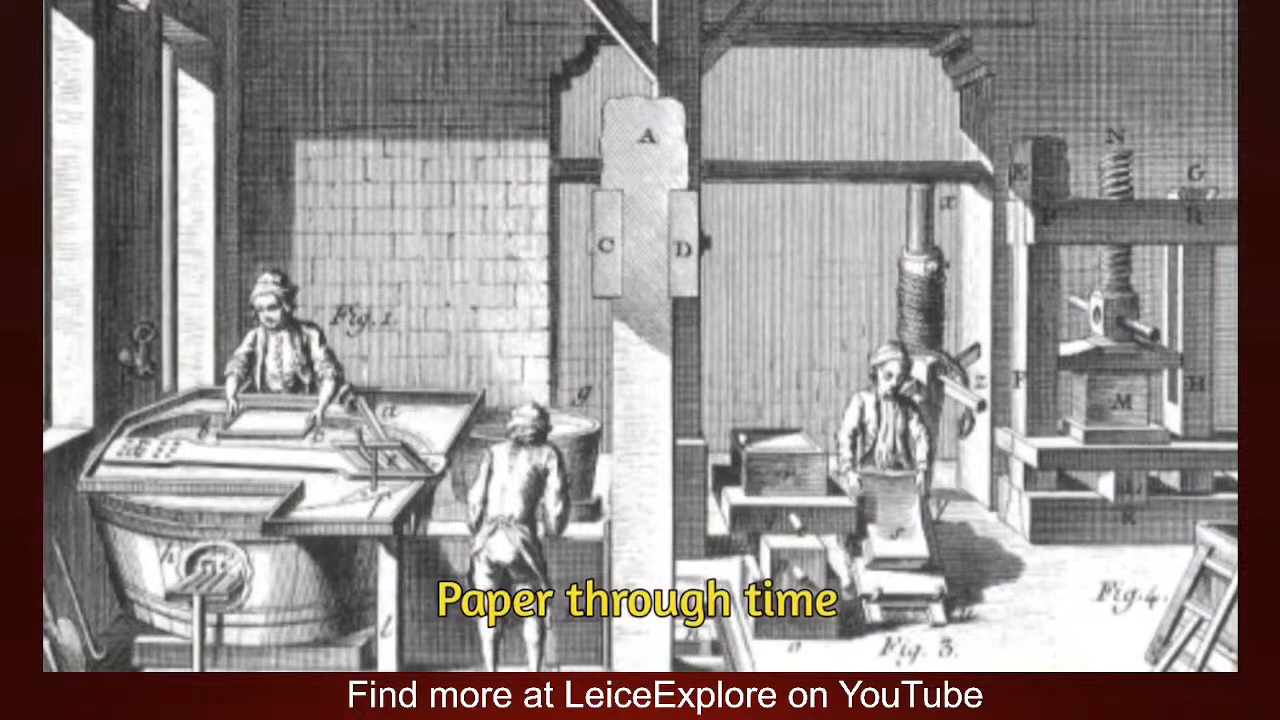 A
N
E
G
P
R
x
C
D
Fig. 1.
a
z
F
H
M
g
s
h
K
l
Paper through time
Fig. 4.
Fig. 3.
Find more at LeiceExplore on YouTube